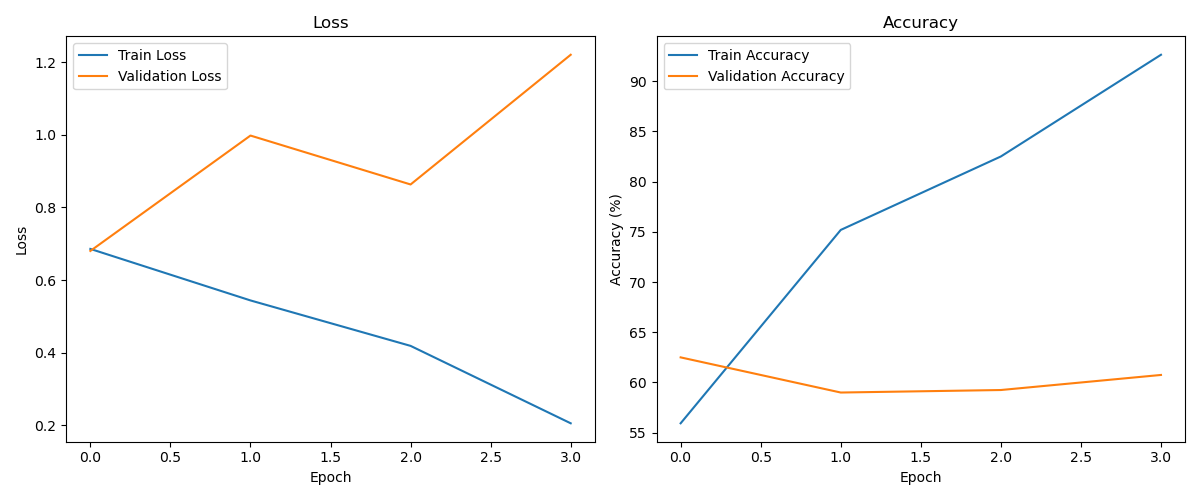 Loss
Train Loss
Validation Loss
1.2
1.0
0.8
0.6
0.4
0.2
Loss
0.0 0.5 1.0 1.5 2.0 2.5 3.0
Epoch
Accuracy
Train Accuracy
Validation Accuracy
90
85
80
75
70
65
60
55
Accuracy (%)
0.0 0.5 1.0 1.5 2.0 2.5 3.0
Epoch